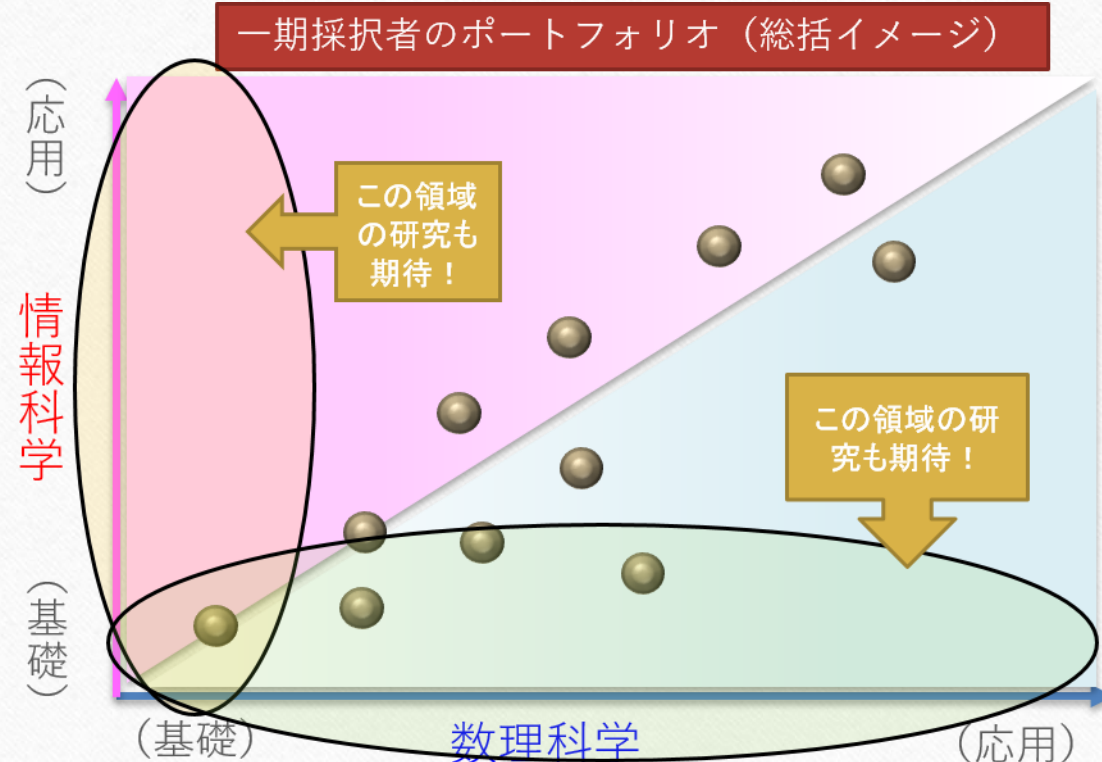 一期採択者のポートフォリオ（総括イメージ）
（応用）
この領域
の研究も
期待！
情報科学
この領域の研
究も期待！
（基礎）
（基礎）
数理科学
（応用）